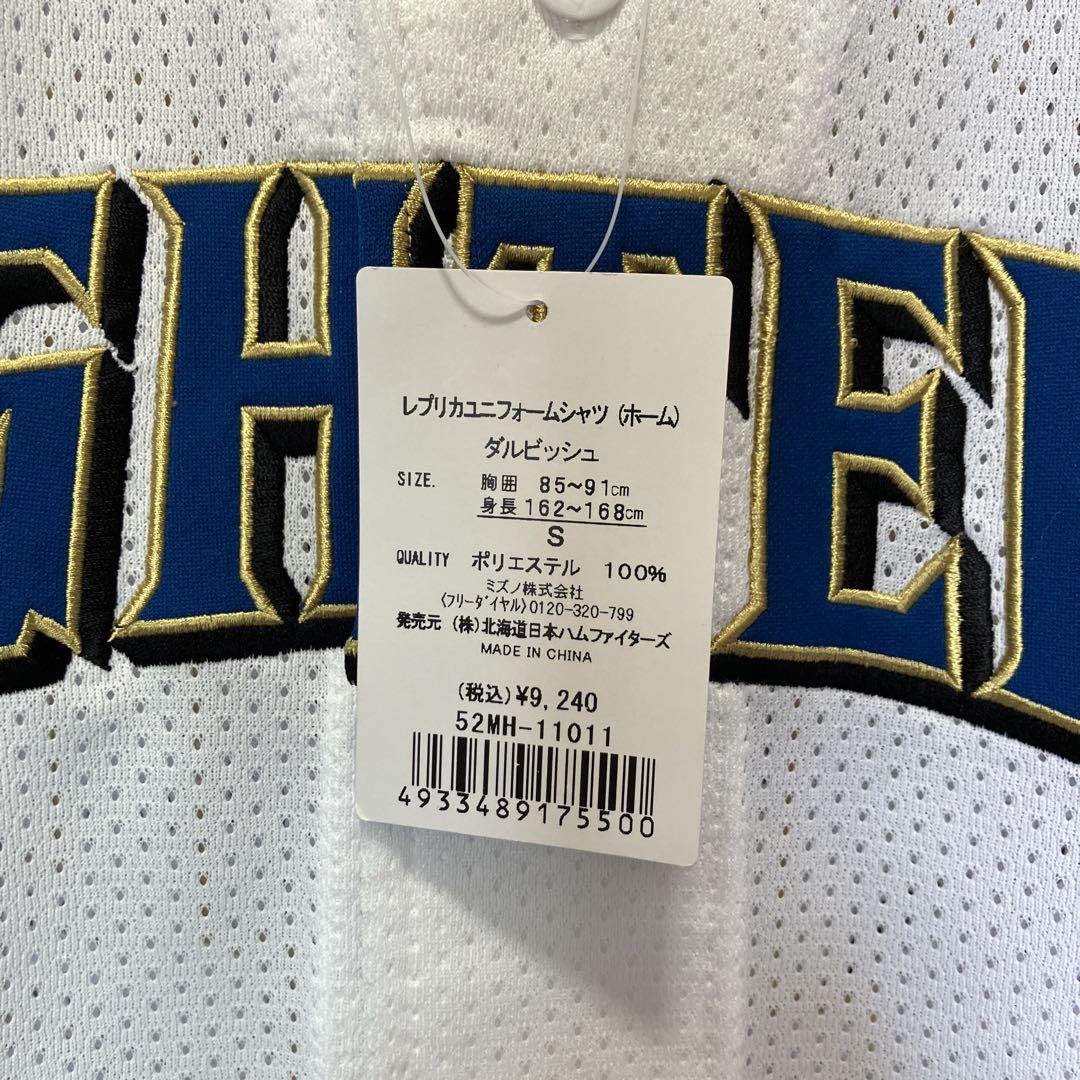 GHTE
レプリカユニフォームシャツ (ホーム)
ダルビッシュ
SIZE. 胸囲 85~91cm
身長 162~168cm
S
QUALITY ポリエステル 100%
ミズノ株式会社
〈フリーダイヤル〉0120-320-799
発売元 (株)北海道日本ハムファイターズ
MADE IN CHINA
(税込)¥9,240
52MH-11011
4933489175500